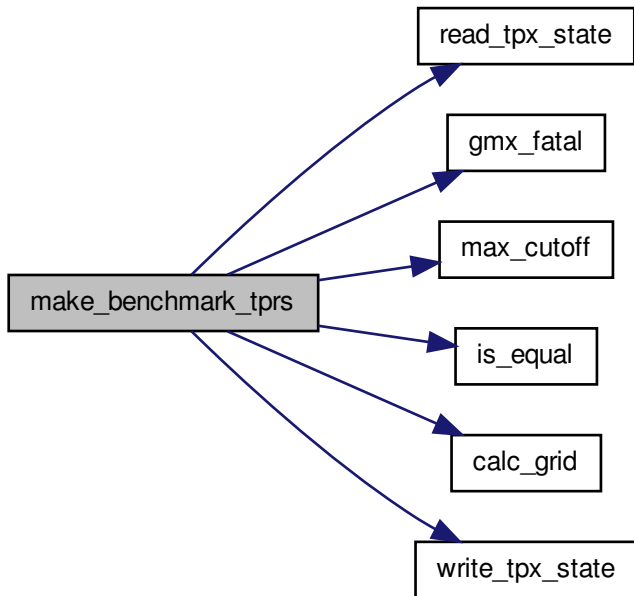 read_tpx_state
gmx_fatal
max_cutoff
make_benchmark_tprs
is_equal
calc_grid
write_tpx_state